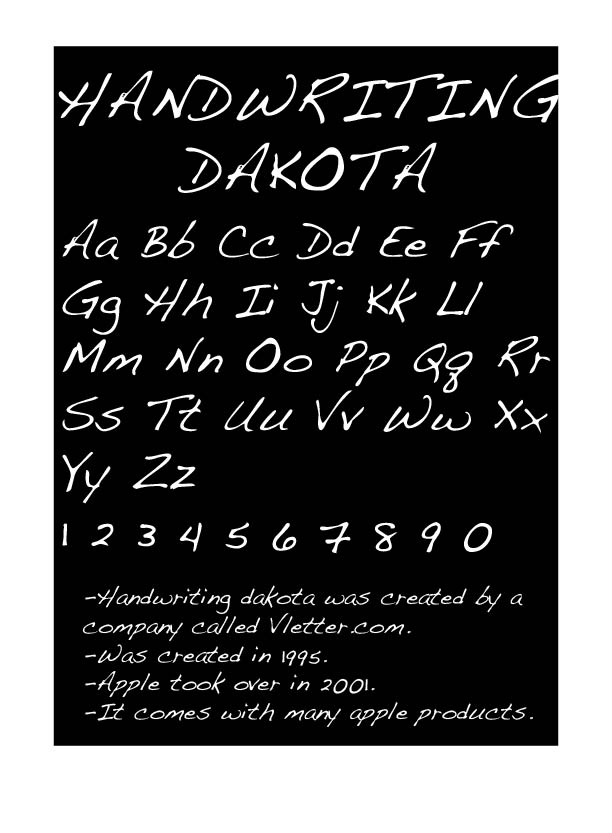 HANDWRITING
DAKOTA
Aa Bb Cc Dd Ee Ff
Gg Hh Ii Jj Kk Ll
Mm Nn Oo Pp Qq Rr
Ss Tt Uu Vv Ww Xx
Yy Zz
1 2 3 4 5 6 7 8 9 0
-Handwriting dakota was created by a
company called Vletter.com.
-Was created in 1995.
-Apple took over in 2001.
-It comes with many apple products.